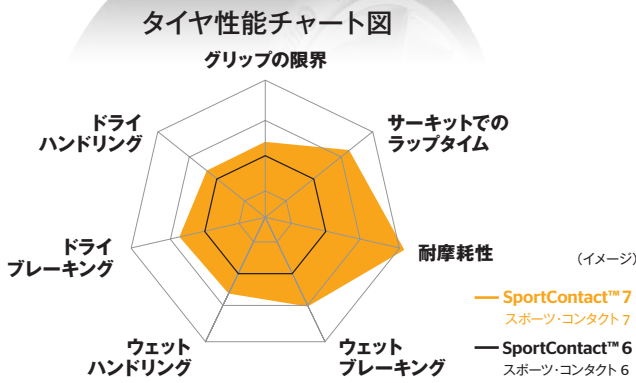 タイヤ性能チャート図
グリップの限界
ドライ
ハンドリング
サーキットでの
ラップタイム
ドライ
ブレーキング
耐摩耗性
(イメージ)
SportContact™ 7
スポーツ・コンタクト 7
ウェット
ハンドリング
ウェット
ブレーキング
SportContact™ 6
スポーツ・コンタクト 6